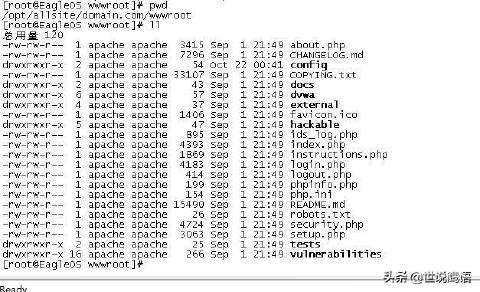 [root@EagleOS wwwroot]# pwd
/opt/allsite/domain.com/wwwroot
[root@EagleOS wwwroot]# ll
总用量 120
-rw-rw-r-- 1 apache apache 3415 Sep 1 21:49 about.php
-rw-rw-r-- 1 apache apache 7296 Sep 1 21:49 CHANGELOG.md
drwxrwxr-x 2 apache apache 54 Oct 22 00:41 config
-rw-rw-r-- 1 apache apache 33107 Sep 1 21:49 COPYING.txt
drwxrwxr-x 2 apache apache 43 Sep 1 21:49 docs
drwxrwxr-x 6 apache apache 57 Sep 1 21:49 dvwa
drwxrwxr-x 4 apache apache 37 Sep 1 21:49 external
-rw-rw-r-- 1 apache apache 1406 Sep 1 21:49 favicon.ico
drwxrwxr-x 5 apache apache 47 Sep 1 21:49 hackable
-rw-rw-r-- 1 apache apache 895 Sep 1 21:49 ids_log.php
-rw-rw-r-- 1 apache apache 4393 Sep 1 21:49 index.php
-rw-rw-r-- 1 apache apache 1869 Sep 1 21:49 instructions.php
-rw-rw-r-- 1 apache apache 4183 Sep 1 21:49 login.php
-rw-rw-r-- 1 apache apache 414 Sep 1 21:49 logout.php
-rw-rw-r-- 1 apache apache 199 Sep 1 21:49 phpinfo.php
-rw-rw-r-- 1 apache apache 154 Sep 1 21:49 php.ini
-rw-rw-r-- 1 apache apache 15490 Sep 1 21:49 README.md
-rw-rw-r-- 1 apache apache 26 Sep 1 21:49 robots.txt
-rw-rw-r-- 1 apache apache 4724 Sep 1 21:49 security.php
-rw-rw-r-- 1 apache apache 3063 Sep 1 21:49 setup.php
drwxrwxr-x 2 apache apache 25 Sep 1 21:49 tests
drwxrwxr-x 16 apache apache 266 Sep 1 21:49 vulnerabilities
[root@EagleOS wwwroot]#
头条 @世说鹰语
Ready